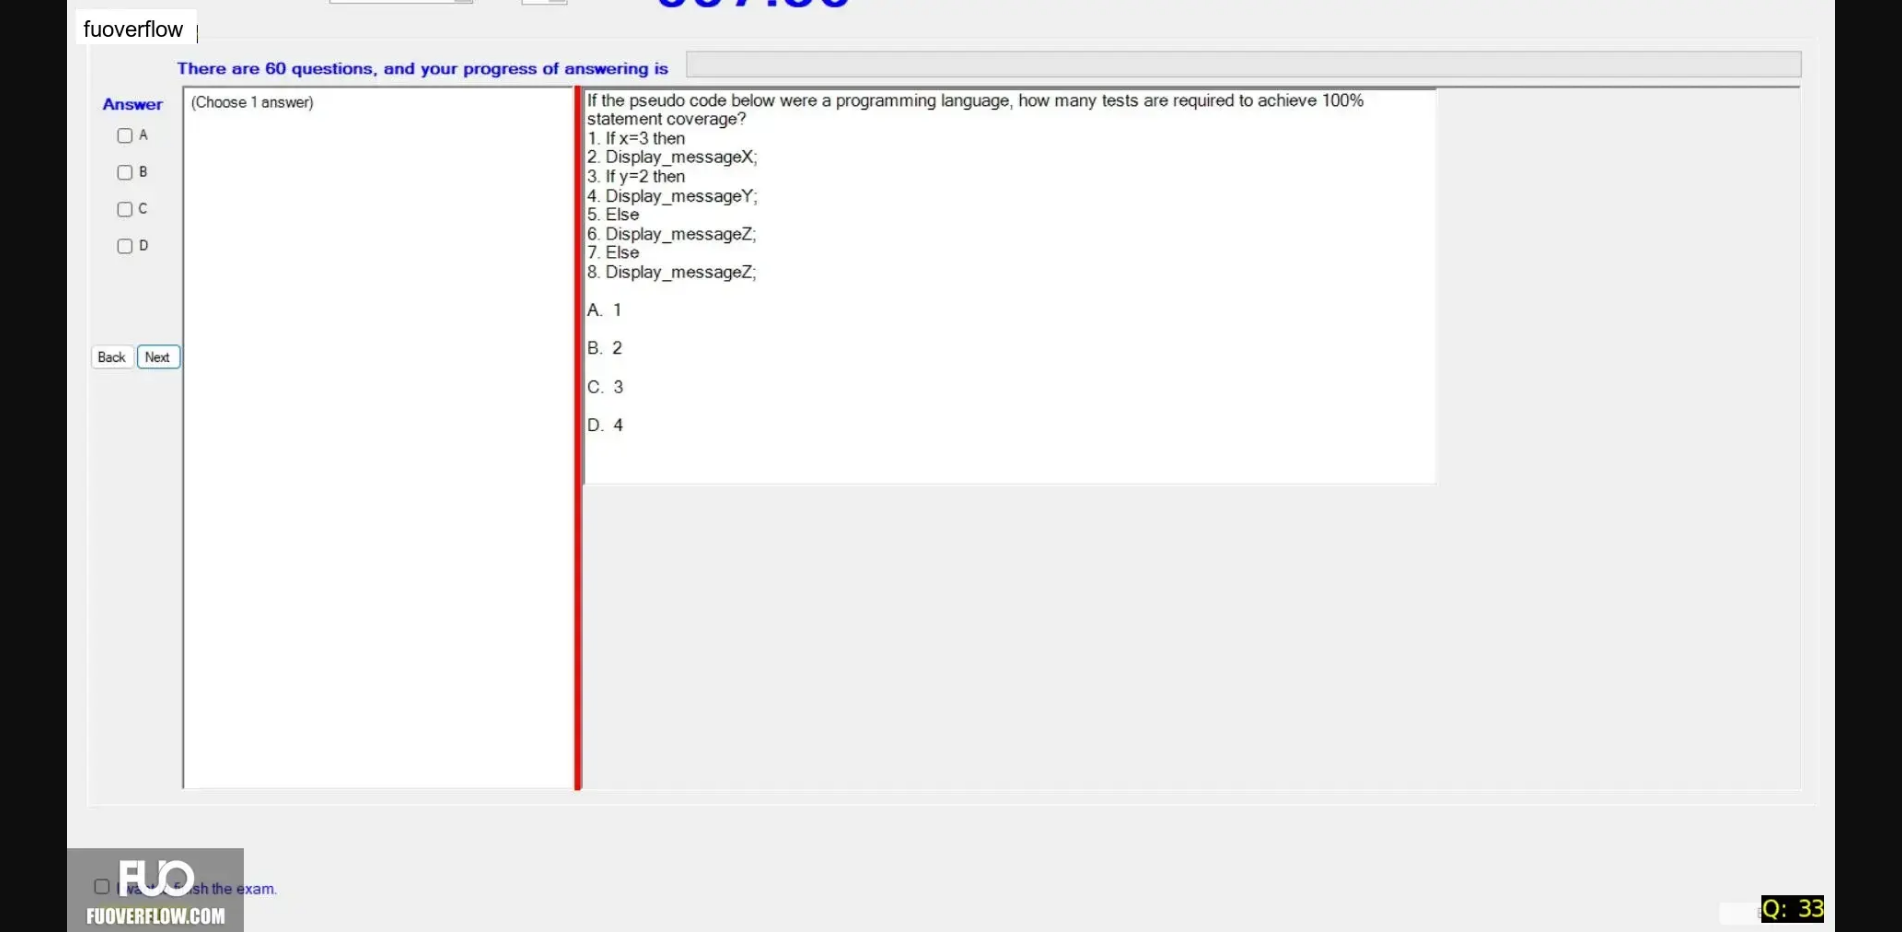 fuoverflow
There are 60 questions, and your progress of answering is
Answer
(Choose 1 answer)
A
B
C
D
Back
Next
If the pseudo code below were a programming language, how many tests are required to achieve 100%
statement coverage?
1. If x=3 then
2. Display_messageX;
3. If y=2 then
4. Display_messageY;
5. Else
6. Display_messageZ;
7. Else
8. Display_messageZ;
A. 1
B. 2
C. 3
D. 4
FUO
sh the exam.
FUOVERFLOW.COM
Q: 33